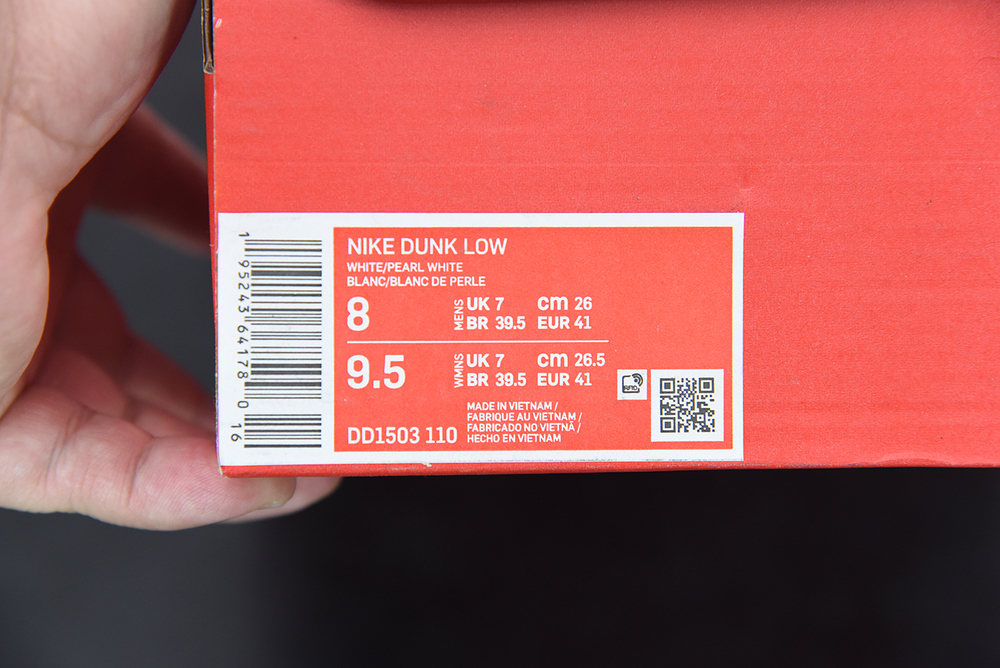 1 95243 64178 0 16
NIKE DUNK LOW
WHITE/PEARL WHITE
BLANC/BLANC DE PERLE
8 MENS UK 7 cm 26
BR 39.5 EUR 41
9.5 WMNS UK 7 cm 26.5
BR 39.5 EUR 41
RFID
MADE IN VIETNAM /
FABRIQUE AU VIETNAM /
FABRICADO NO VIETNÃ /
HECHO EN VIETNAM
DD1503 110